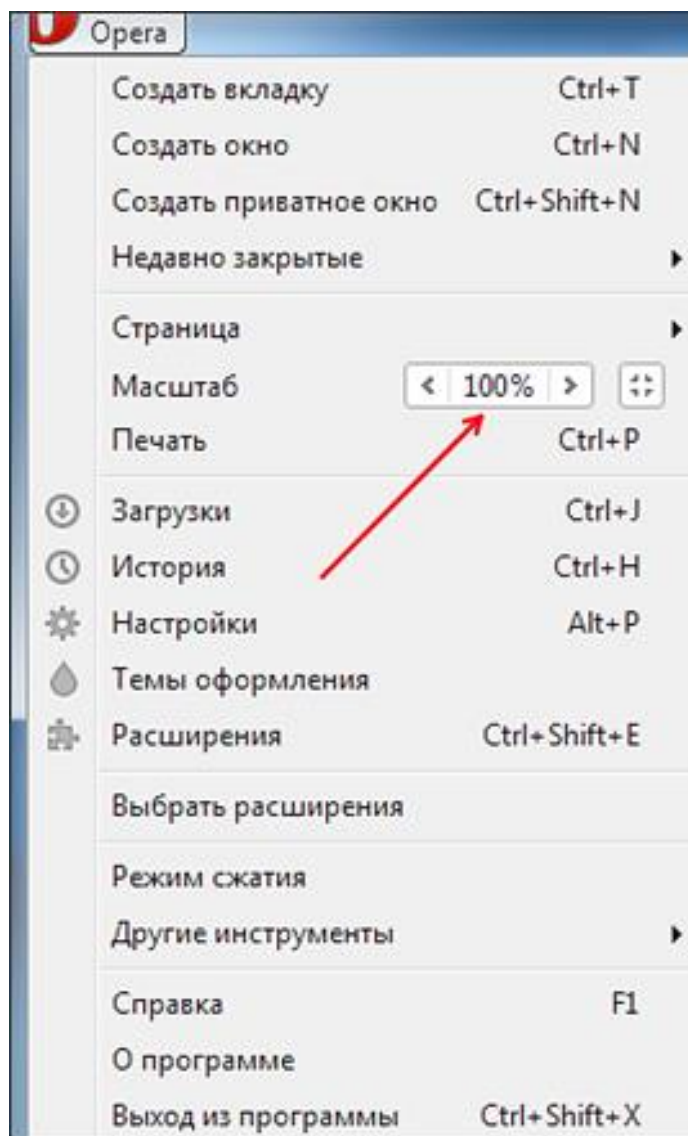 Opera
Создать вкладку Ctrl+T
Создать окно Ctrl+N
Создать приватное окно Ctrl+Shift+N
Недавно закрытые
Страница
Масштаб 100%
Печать Ctrl+P
Загрузки Ctrl+J
История Ctrl+H
Настройки Alt+P
Темы оформления
Расширения Ctrl+Shift+E
Выбрать расширения
Режим сжатия
Другие инструменты
Справка F1
О программе
Выход из программы Ctrl+Shift+X